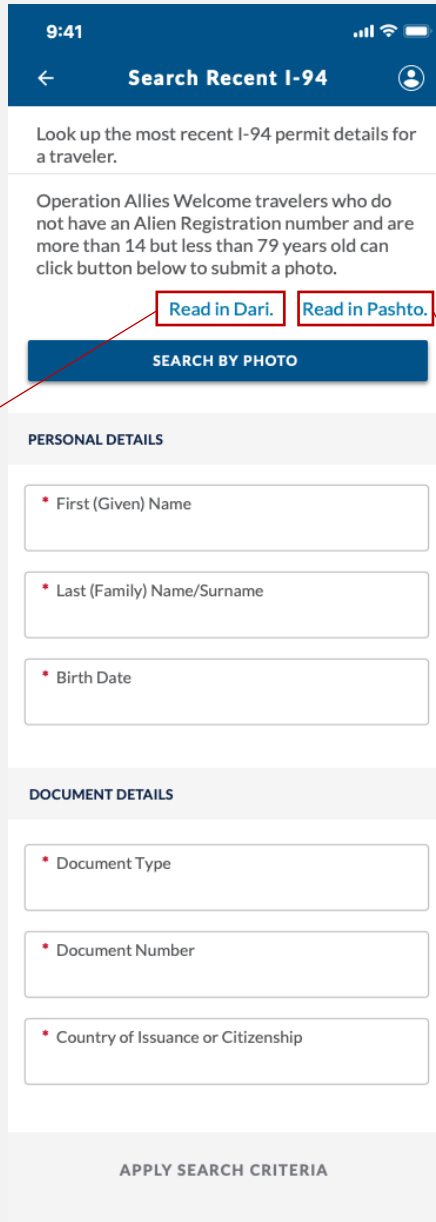 9:41
Search Recent I-94
Look up the most recent I-94 permit details for
a traveler.
Operation Allies Welcome travelers who do
not have an Alien Registration number and are
more than 14 but less than 79 years old can
click button below to submit a photo.
Read in Dari. Read in Pashto.
SEARCH BY PHOTO
PERSONAL DETAILS
* First (Given) Name
* Last (Family) Name/Surname
* Birth Date
DOCUMENT DETAILS
* Document Type
* Document Number
* Country of Issuance or Citizenship
APPLY SEARCH CRITERIA